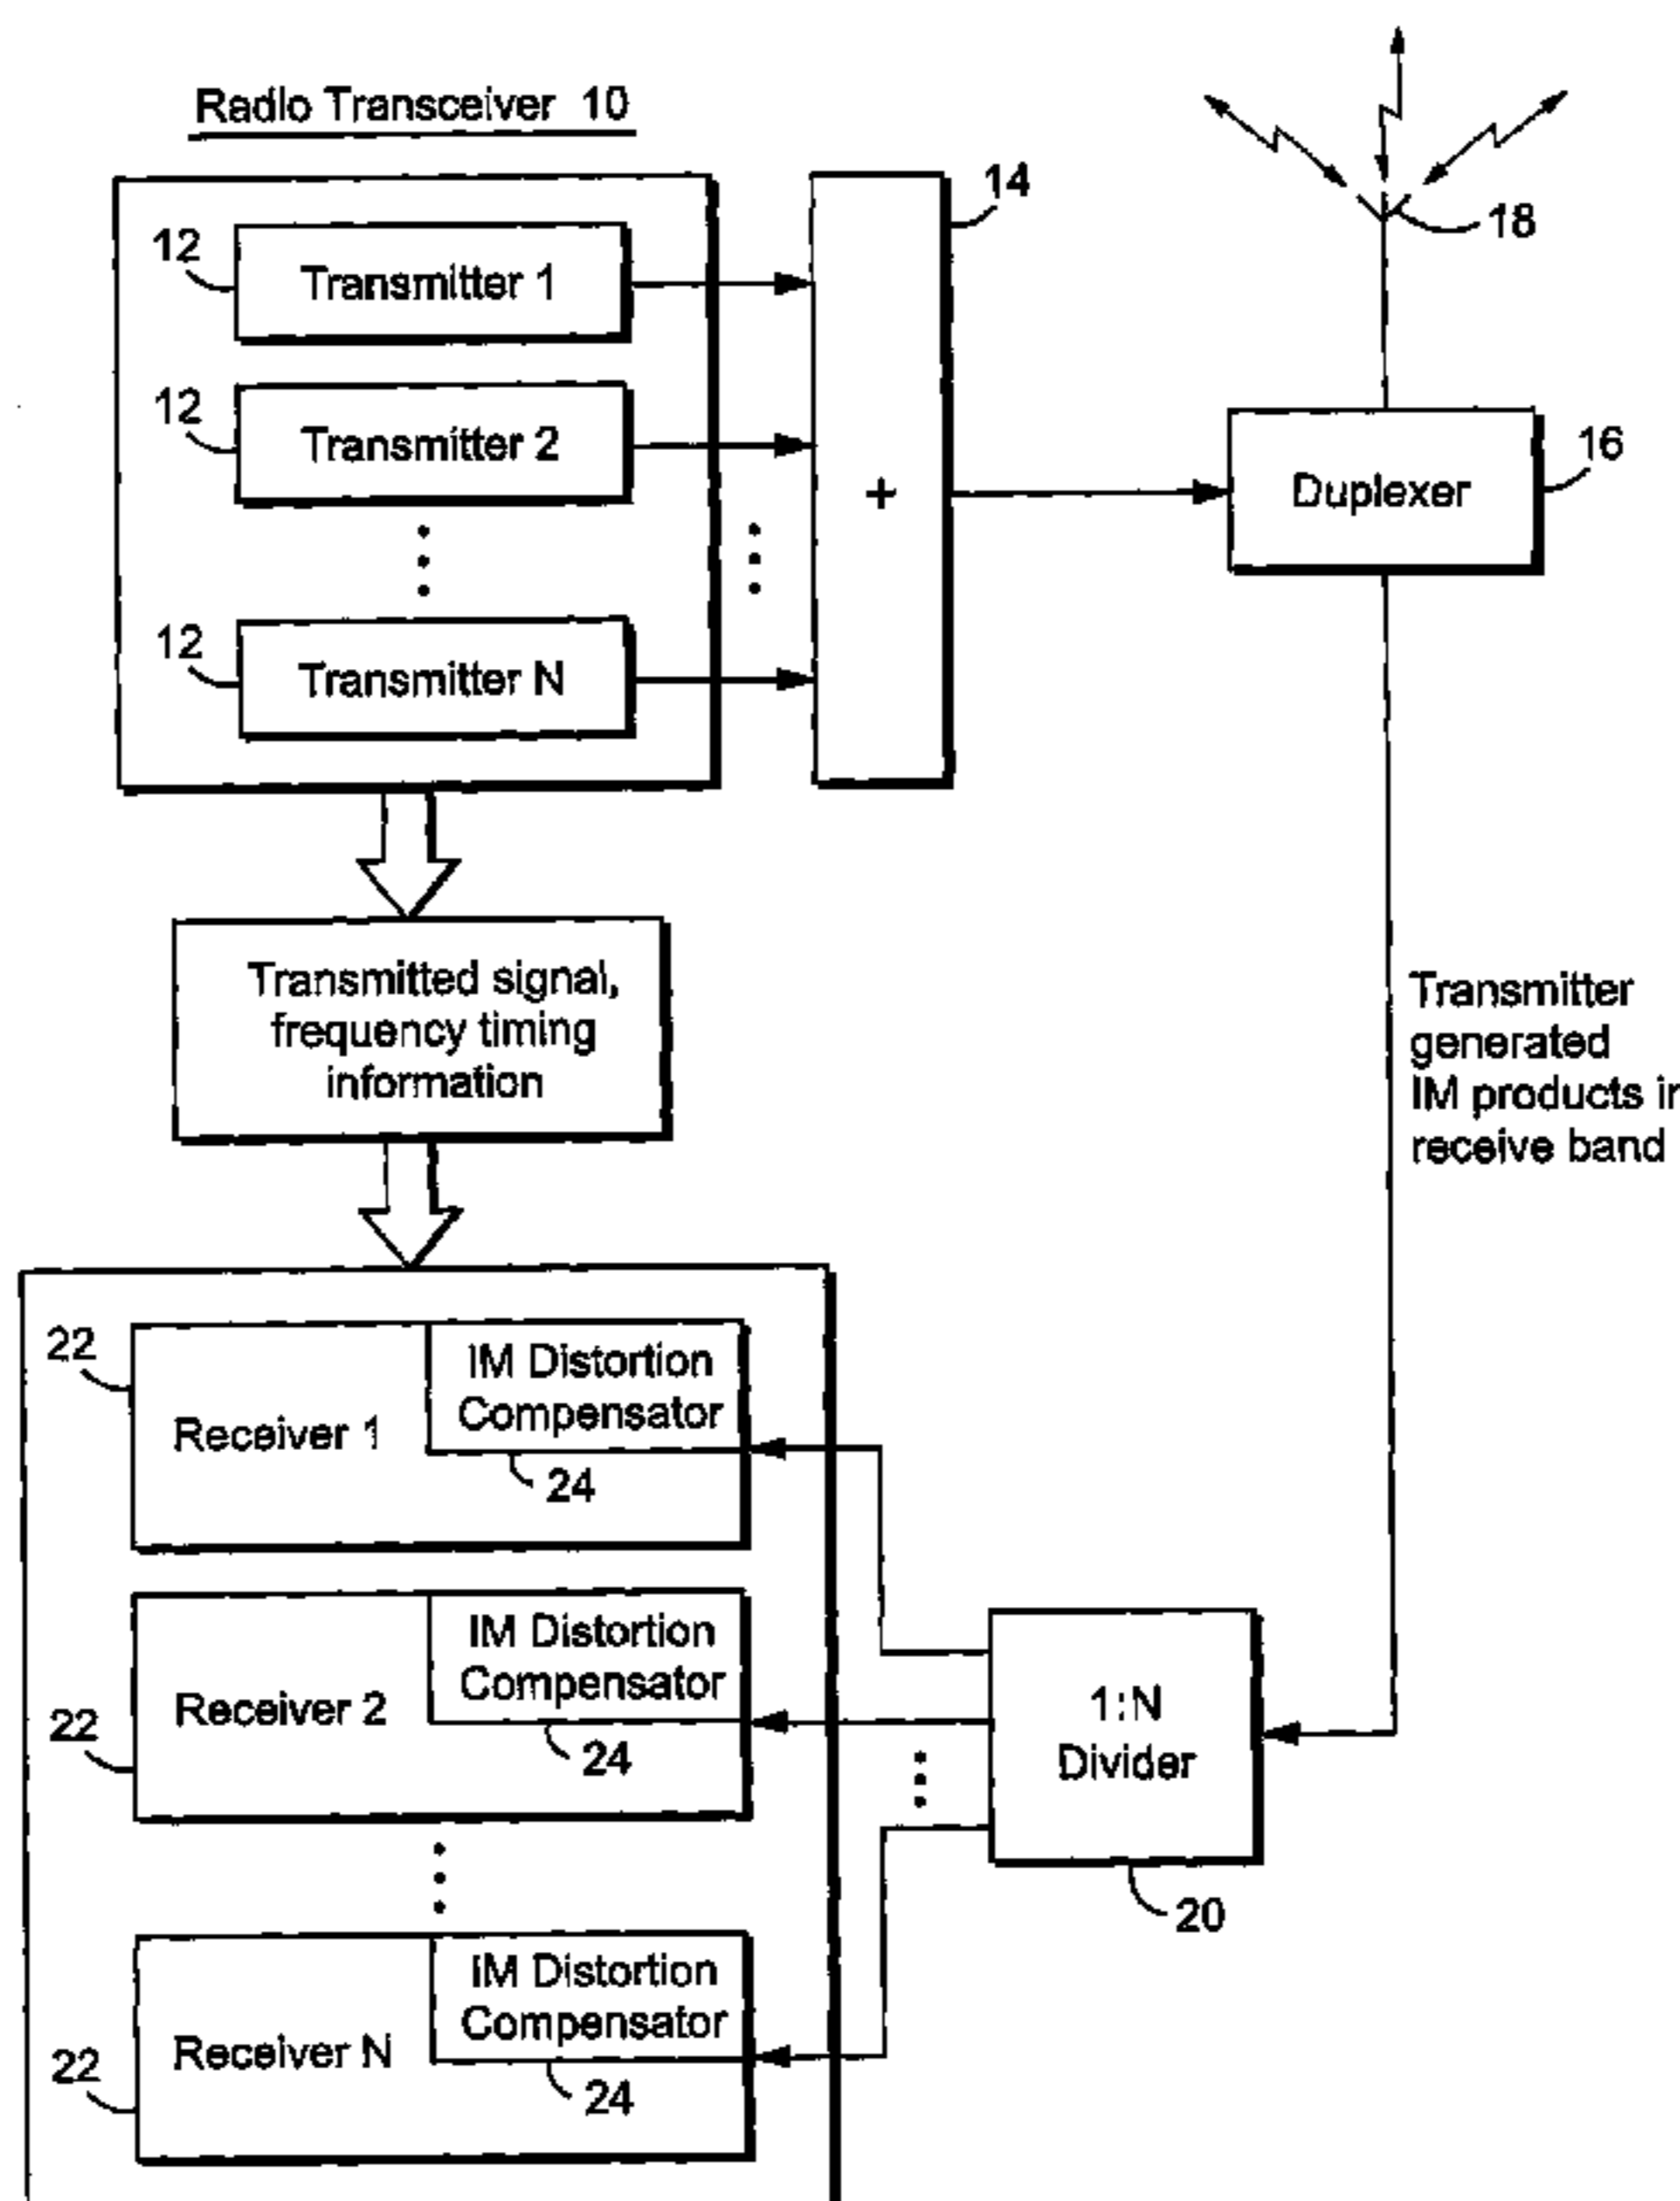 Radio Transceiver 10
14
18
12
Transmitter 1
12
Transmitter 2
+
Duplexer
16
12
Transmitter N
Transmitted signal,
frequency timing
information
Transmitter
generated
IM products in
receive band
22
Receiver 1
IM Distortion
Compensator
24
22
Receiver 2
IM Distortion
Compensator
24
1:N
Divider
20
22
Receiver N
IM Distortion
Compensator
24